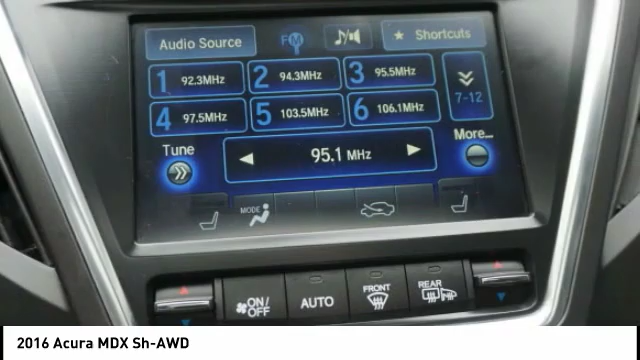 Audio Source
FM
Shortcuts
1 92.3MHz
2 94.3MHz
3 95.5MHz
7-12
4 97.5MHz
5 103.5MHz
6 106.1MHz
Tune
More...
95.1 MHz
MODE
ON/OFF
AUTO
FRONT
REAR
2016 Acura MDX Sh-AWD